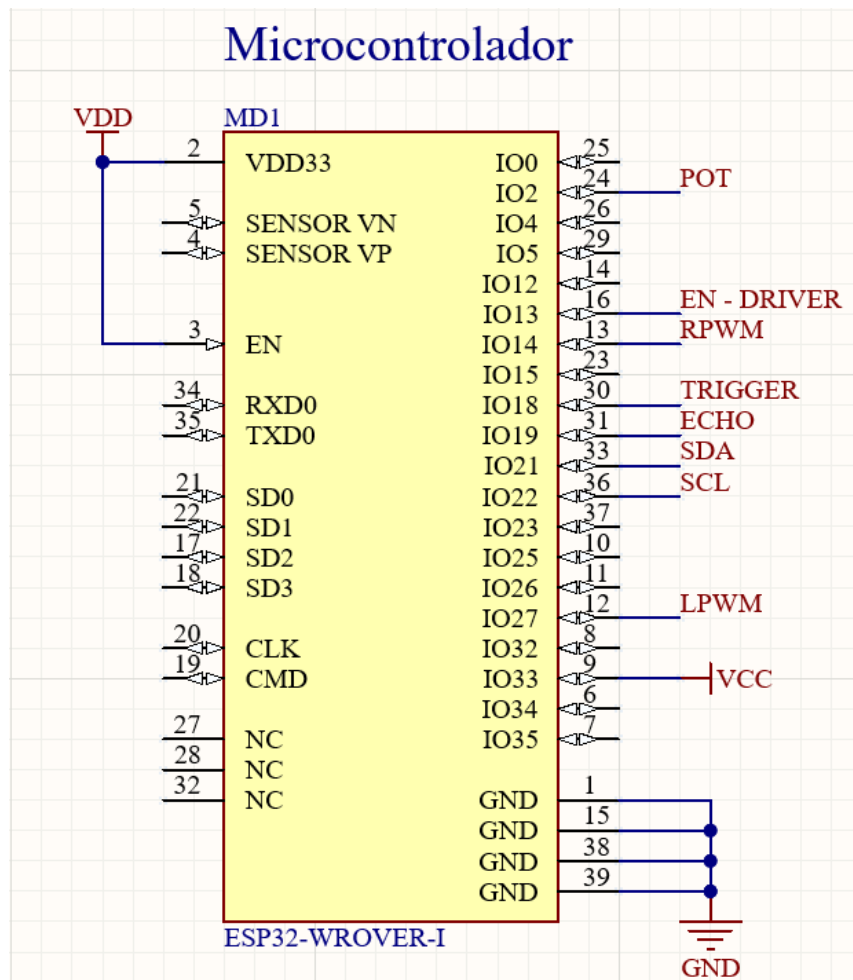 Microcontrolador
VDD
MD1
2 VDD33
5 SENSOR VN
4 SENSOR VP
3 EN
34 RXD0
35 TXD0
21 SD0
22 SD1
17 SD2
18 SD3
20 CLK
19 CMD
27 NC
28 NC
32 NC
IO0 25
IO2 24 POT
IO4 26
IO5 29
IO12 14
IO13 16 EN - DRIVER
IO14 13 RPWM
IO15 23
IO18 30 TRIGGER
IO19 31 ECHO
IO21 33 SDA
IO22 36 SCL
IO23 37
IO25 10
IO26 11
IO27 12 LPWM
IO32 8
IO33 9 VCC
IO34 6
IO35 7
GND 1
GND 15
GND 38
GND 39
ESP32-WROVER-I
GND